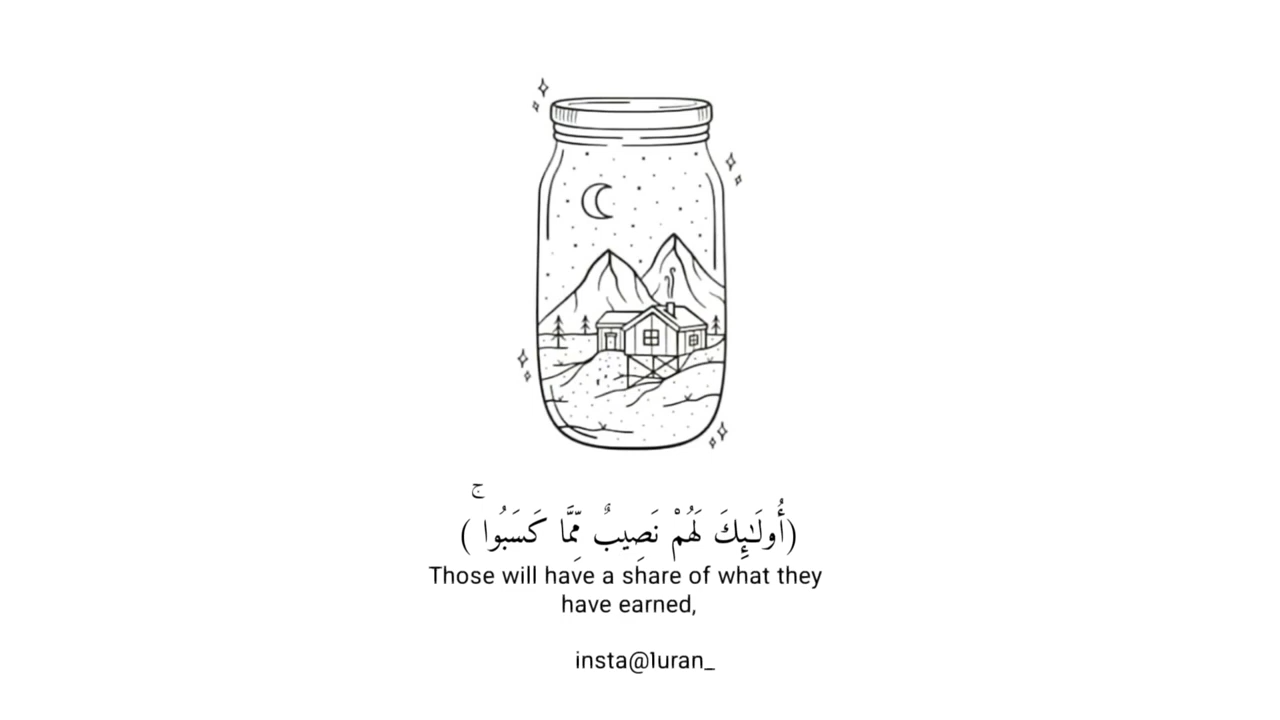 (أُولَـٰئِكَ لَهُمْ نَصِيبٌ مِّمَّا كَسَبُوا ۚ)
Those will have a share of what they
have earned,
insta@1uran_